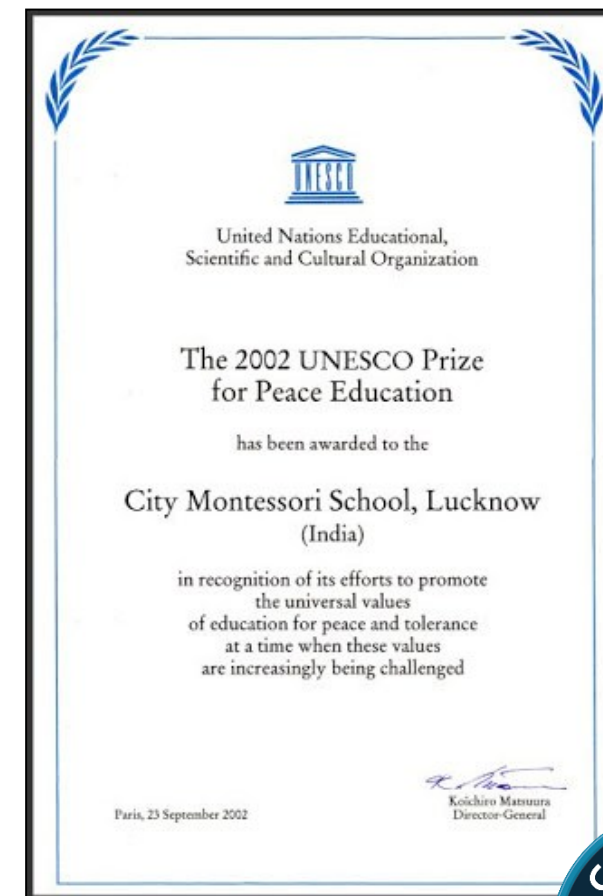 UNESCO
United Nations Educational,
Scientific and Cultural Organization
The 2002 UNESCO Prize
for Peace Education
has been awarded to the
City Montessori School, Lucknow
(India)
in recognition of its efforts to promote
the universal values
of education for peace and tolerance
at a time when these values
are increasingly being challenged
Paris, 23 September 2002
Koichiro Matsuura
Director-General